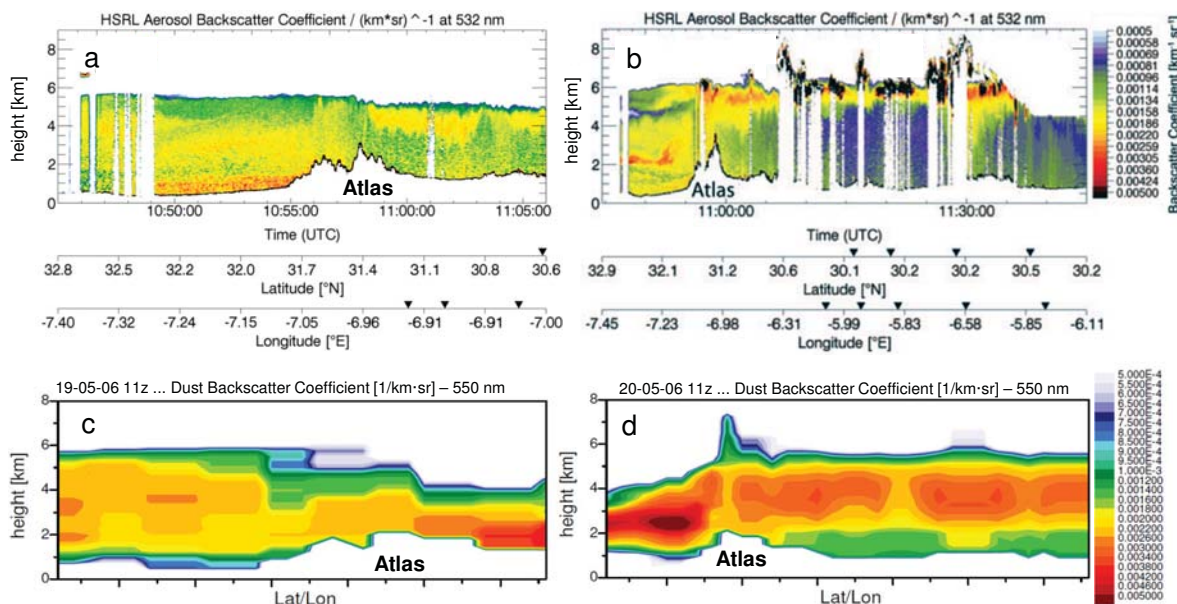 HSRL Aerosol Backscatter Coefficient / (km*sr) ^ -1 at 532 nm
a
height [km]
8
6
4
2
0
Atlas
10:50:00 10:55:00 11:00:00 11:05:00
Time (UTC)
32.8 32.5 32.2 32.0 31.7 31.4 31.1 30.8 30.6
Latitude [°N]
-7.40 -7.32 -7.24 -7.15 -7.05 -6.96 -6.91 -6.91 -7.00
Longitude [°E]
HSRL Aerosol Backscatter Coefficient / (km*sr) ^ -1 at 532 nm
b
height [km]
8
6
4
2
0
Atlas
11:00:00 11:30:00
Time (UTC)
32.9 32.1 31.2 30.6 30.1 30.2 30.2 30.5 30.2
Latitude [°N]
-7.45 -7.23 -6.98 -6.31 -5.99 -5.83 -6.58 -5.85 -6.11
Longitude [°E]
0.0005
0.00058
0.00069
0.00081
0.00097
0.00113
0.00134
0.00158
0.00186
0.00220
0.00259
0.00306
0.00360
0.00424
0.00500
Backscatter Coefficient [km⁻¹ sr⁻¹]
19-05-06 11z ... Dust Backscatter Coefficient [1/km·sr] – 550 nm
c
height [km]
8
6
4
2
0
Atlas
Lat/Lon
20-05-06 11z ... Dust Backscatter Coefficient [1/km·sr] – 550 nm
d
height [km]
8
6
4
2
0
Atlas
Lat/Lon
5.000E-4
5.500E-4
6.000E-4
7.000E-4
7.500E-4
8.000E-4
8.500E-4
9.000E-4
9.500E-4
1.000E-3
0.001600
0.001800
0.002000
0.002600
0.003000
0.003400
0.003800
0.004200
0.004600
0.005000